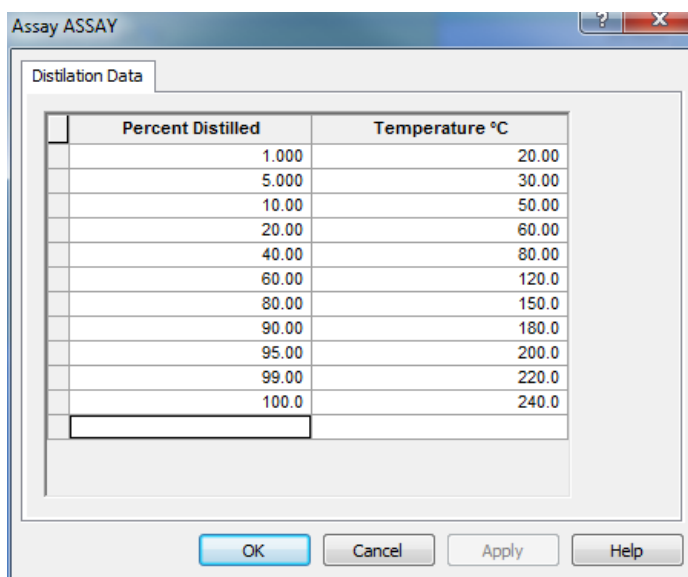 Assay ASSAY
? X
Distilation Data
Percent Distilled Temperature °C
1.000 20.00
5.000 30.00
10.00 50.00
20.00 60.00
40.00 80.00
60.00 120.0
80.00 150.0
90.00 180.0
95.00 200.0
99.00 220.0
100.0 240.0
OK Cancel Apply Help